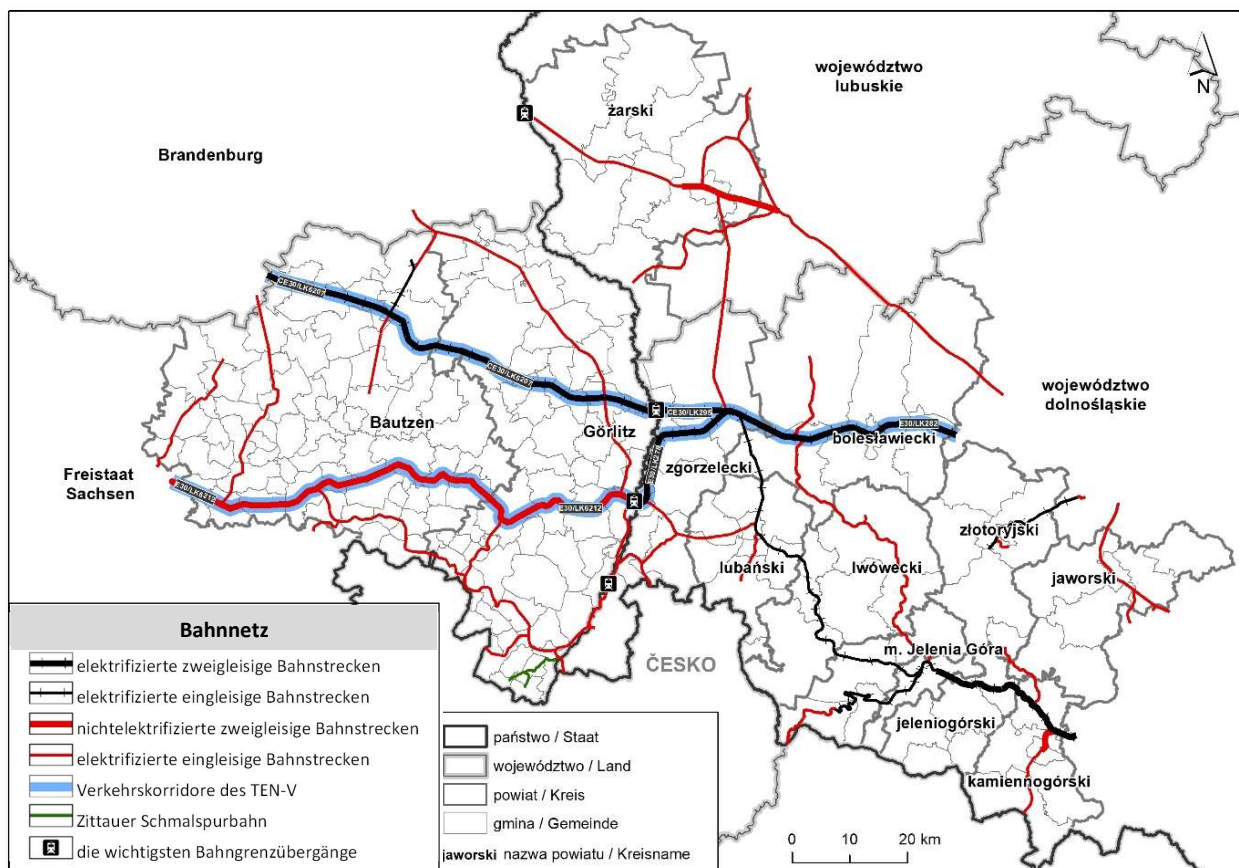 województwo
lubuskie
N
żarski
Brandenburg
CE30/LK6207
CE30/LK6207
CE30/LK295
województwo
dolnośląskie
Bautzen
Görlitz
E30/LK282
bolesławiecki
zgorzelecki
Freistaat
Sachsen
E30/LK6212
E30/LK6212
złotoryjski
lubański
lwówecki
jaworski
m. Jelenia Góra
ČESKO
jeleniogórski
kamiennogórski
Bahnnetz
elektrifizierte zweigleisige Bahnstrecken
elektrifizierte eingleisige Bahnstrecken
nichtelektrifizierte zweigleisige Bahnstrecken
elektrifizierte eingleisige Bahnstrecken
Verkehrskorridore des TEN-V
Zittauer Schmalspurbahn
die wichtigsten Bahngrenzübergänge
państwo / Staat
województwo / Land
powiat / Kreis
gmina / Gemeinde
jaworski nazwa powiatu / Kreisname
0 10 20 km